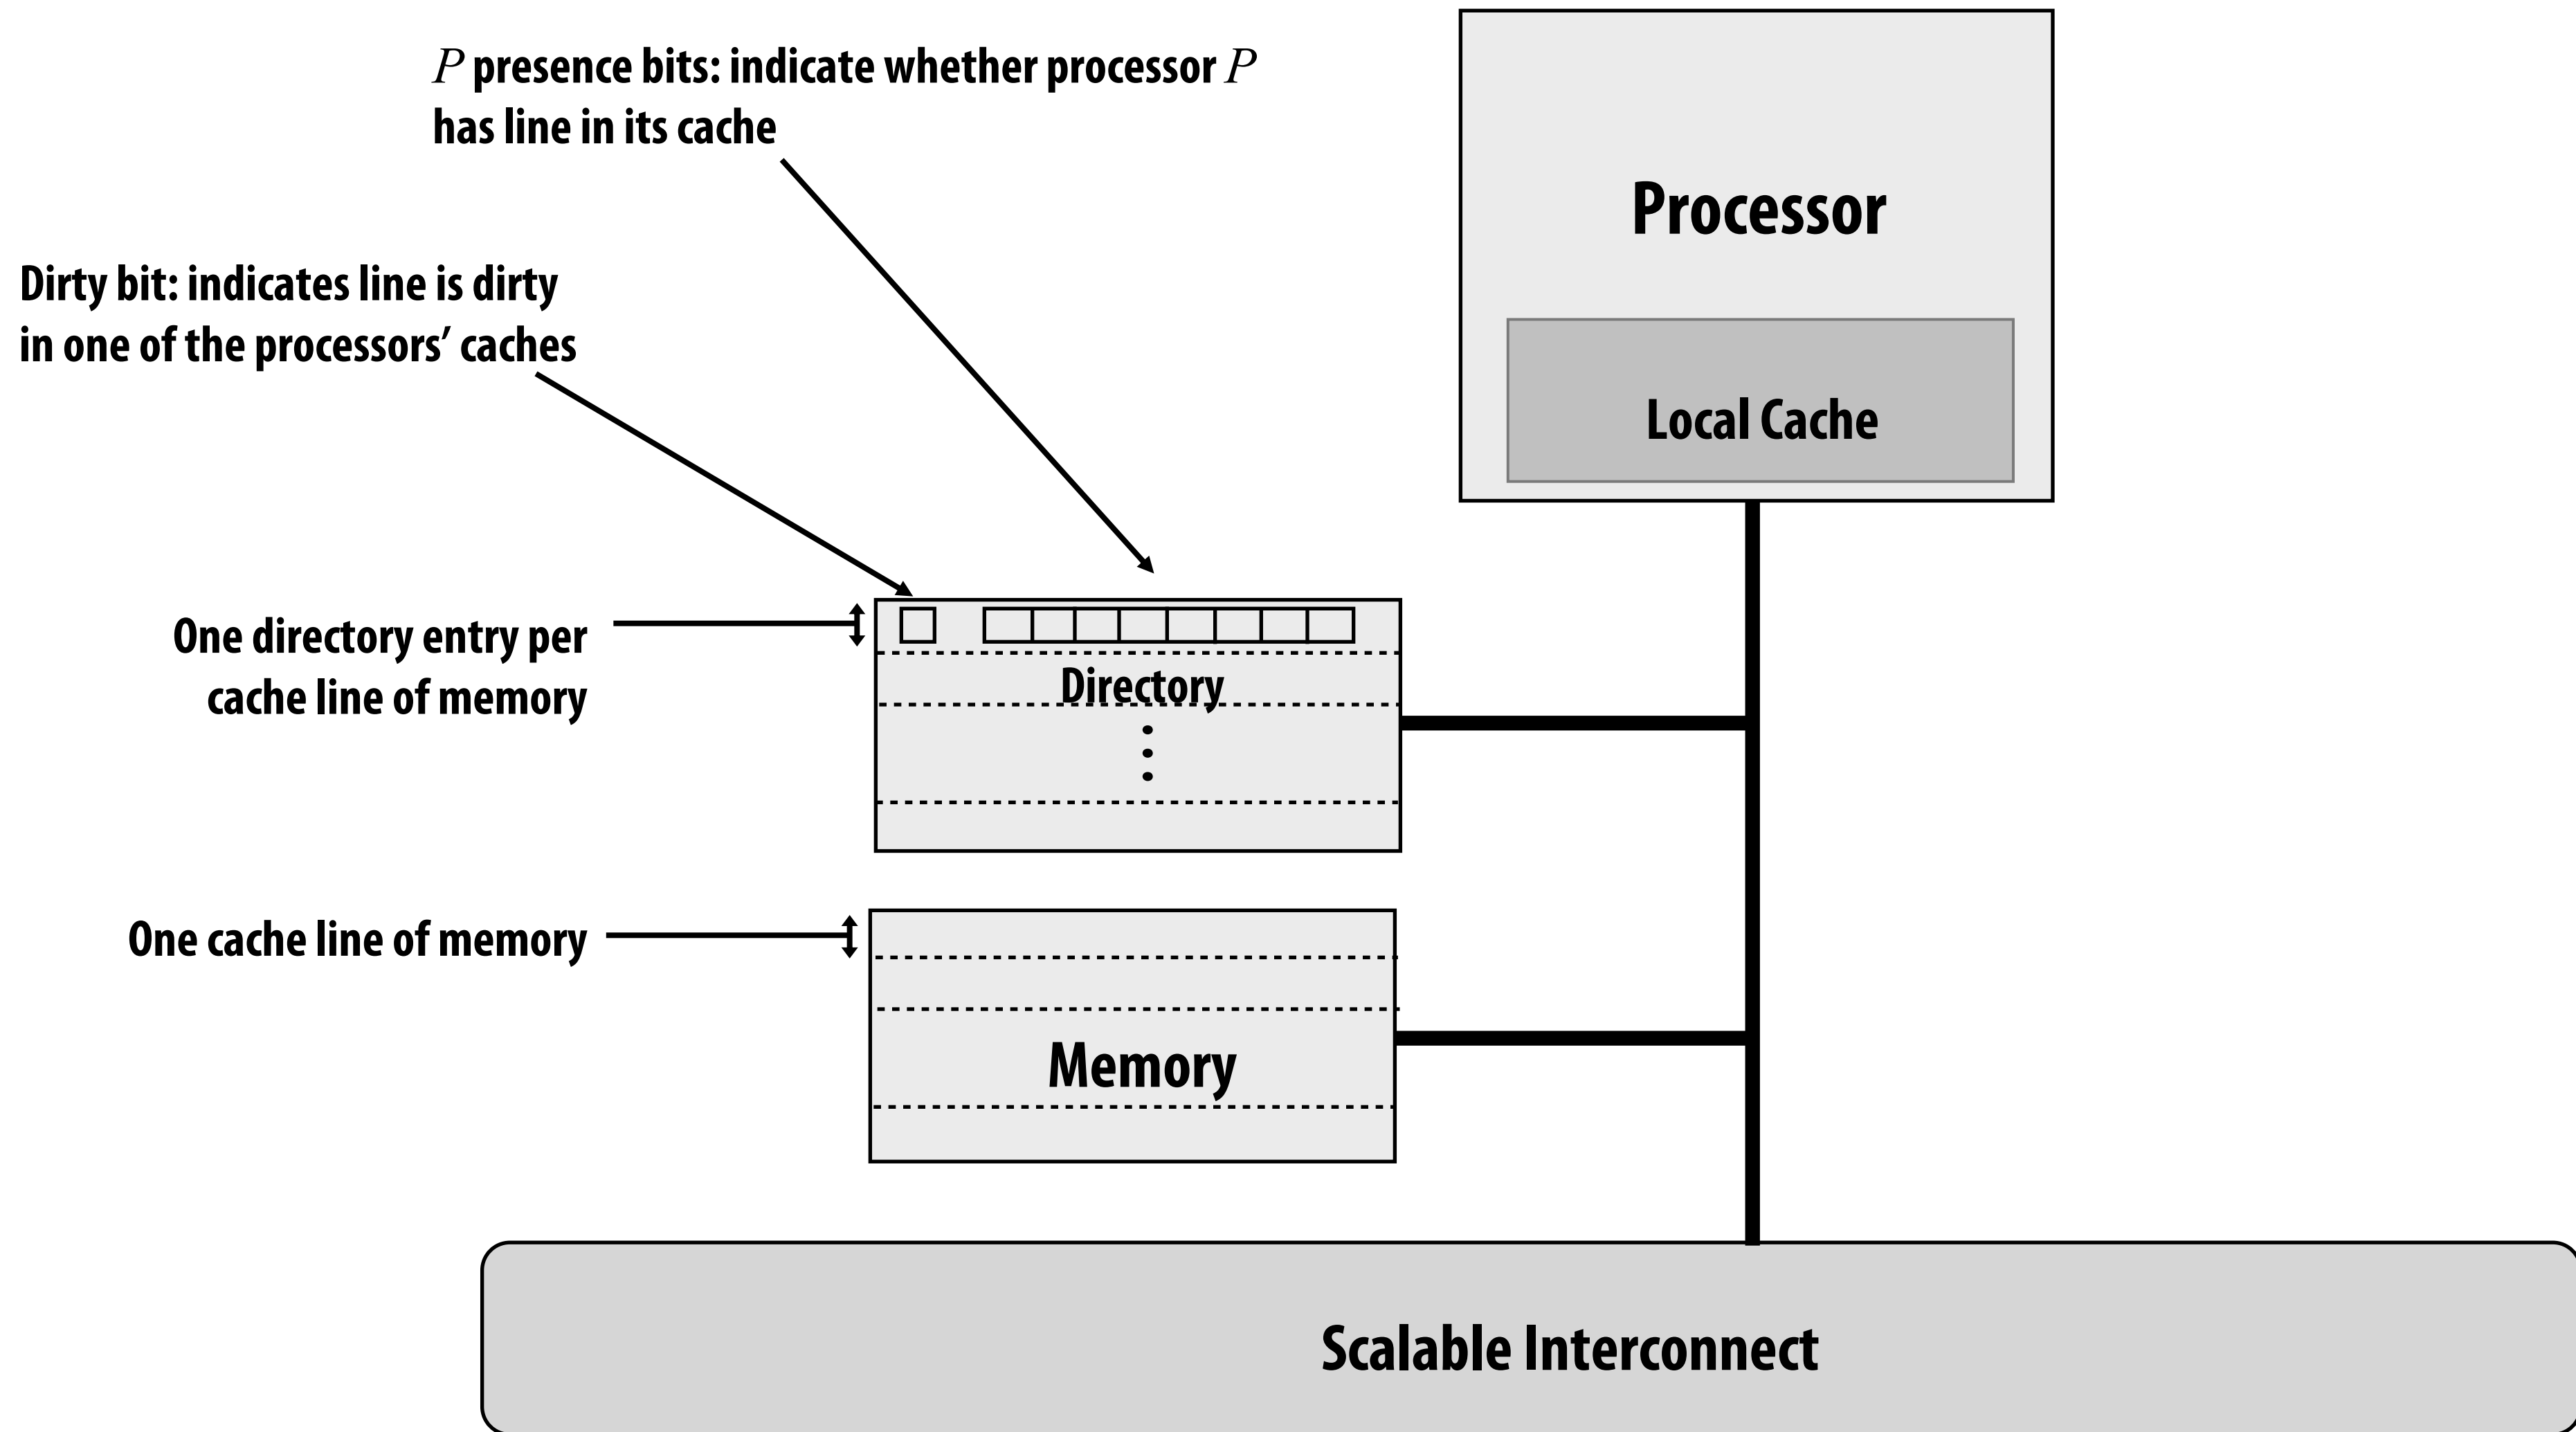 P presence bits: indicate whether processor P
has line in its cache
Processor
Dirty bit: indicates line is dirty
in one of the processors’ caches
Local Cache
One directory entry per
cache line of memory
Directory
One cache line of memory
Memory
Scalable Interconnect